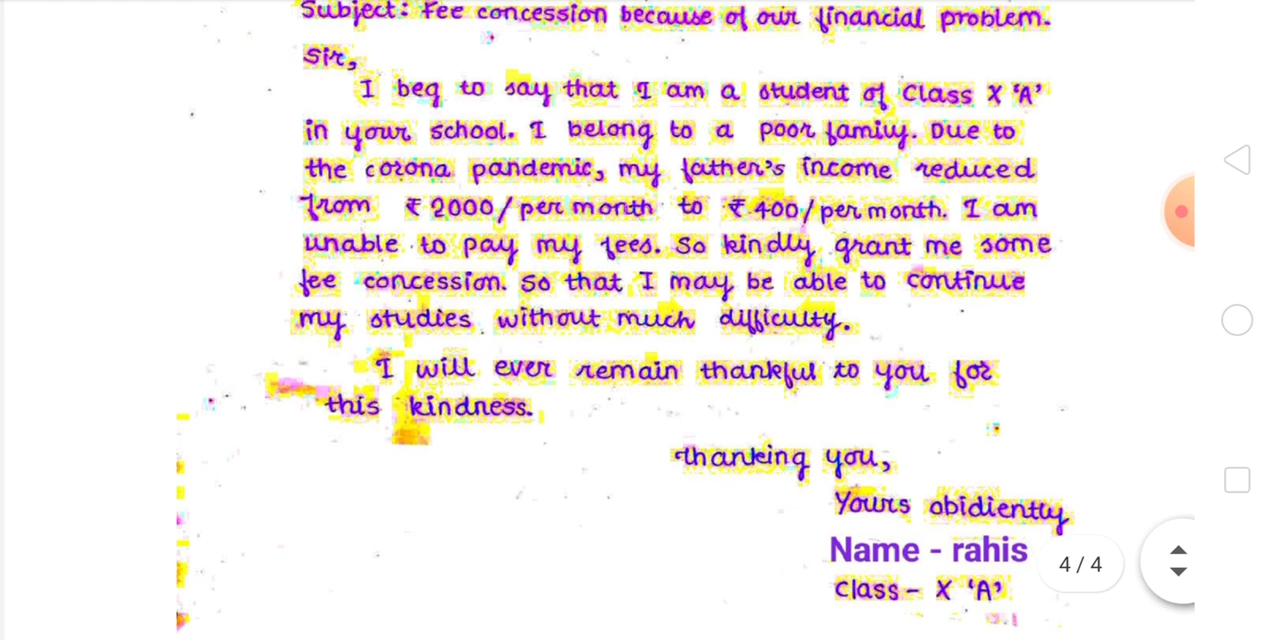 Subject: Fee concession because of our financial problem.
Sir,
I beg to say that I am a student of Class X 'A'
in your school. I belong to a poor family. Due to
the corona pandemic, my father's income reduced
from ₹ 2000/ per month to ₹ 400/ per month. I am
unable to pay my fees. So kindly grant me some
fee concession. So that I may be able to continue
my studies without much difficulty.
I will ever remain thankful to you for
this kindness.
Thanking you,
Yours obidiently
Name - rahis
4 / 4
Class - X 'A'